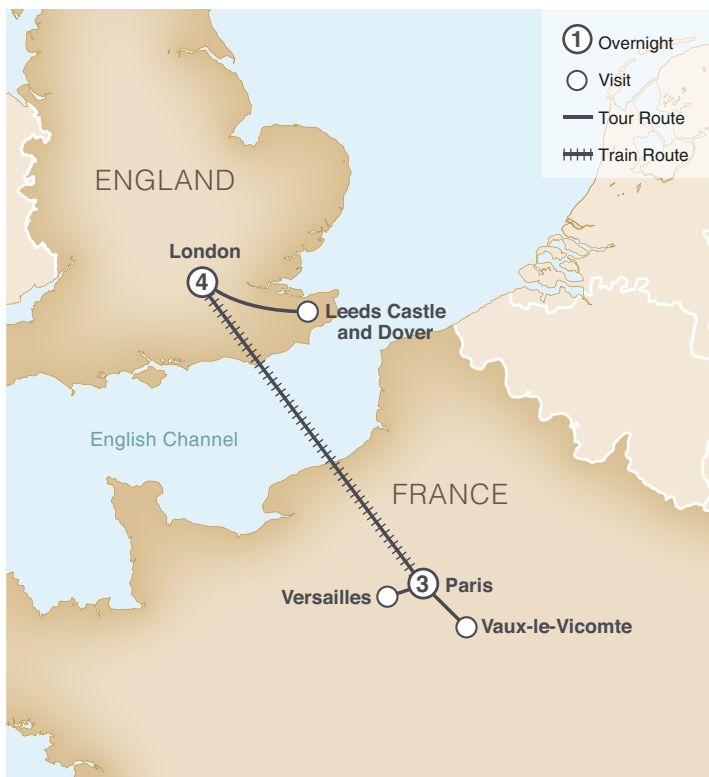 1 Overnight
Visit
Tour Route
Train Route
ENGLAND
London
4
Leeds Castle
and Dover
English Channel
FRANCE
3 Paris
Versailles
Vaux-le-Vicomte